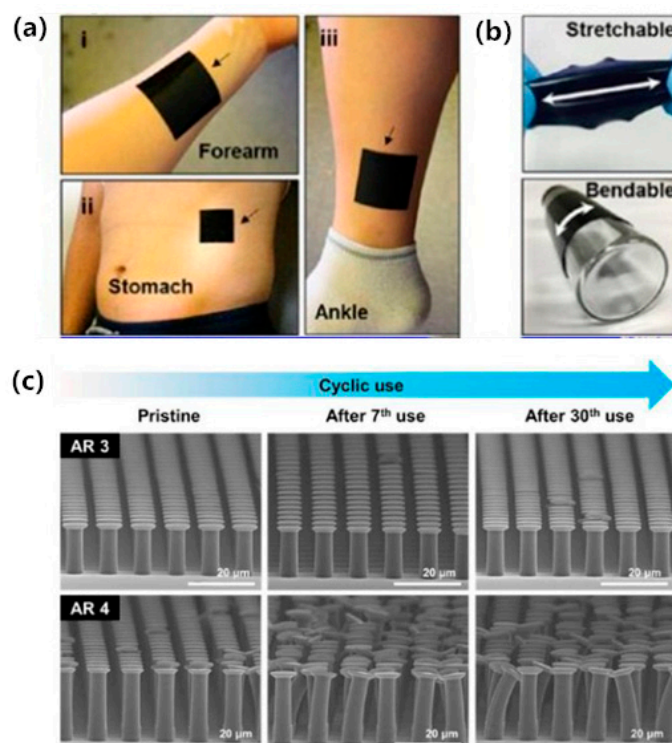 (a)
i
Forearm
ii
Stomach
iii
Ankle
(b)
Stretchable
Bendable
(c)
Cyclic use
Pristine
After 7th use
After 30th use
AR 3
20 μm
20 μm
20 μm
AR 4
20 μm
20 μm
20 μm